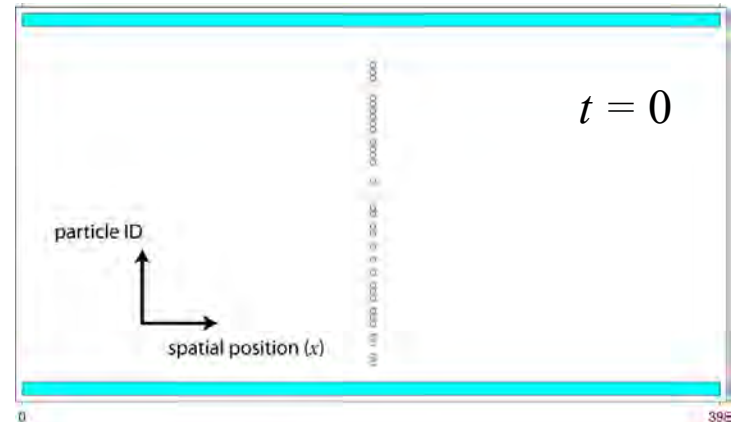 t = 0
particle ID
spatial position (x)
0
398